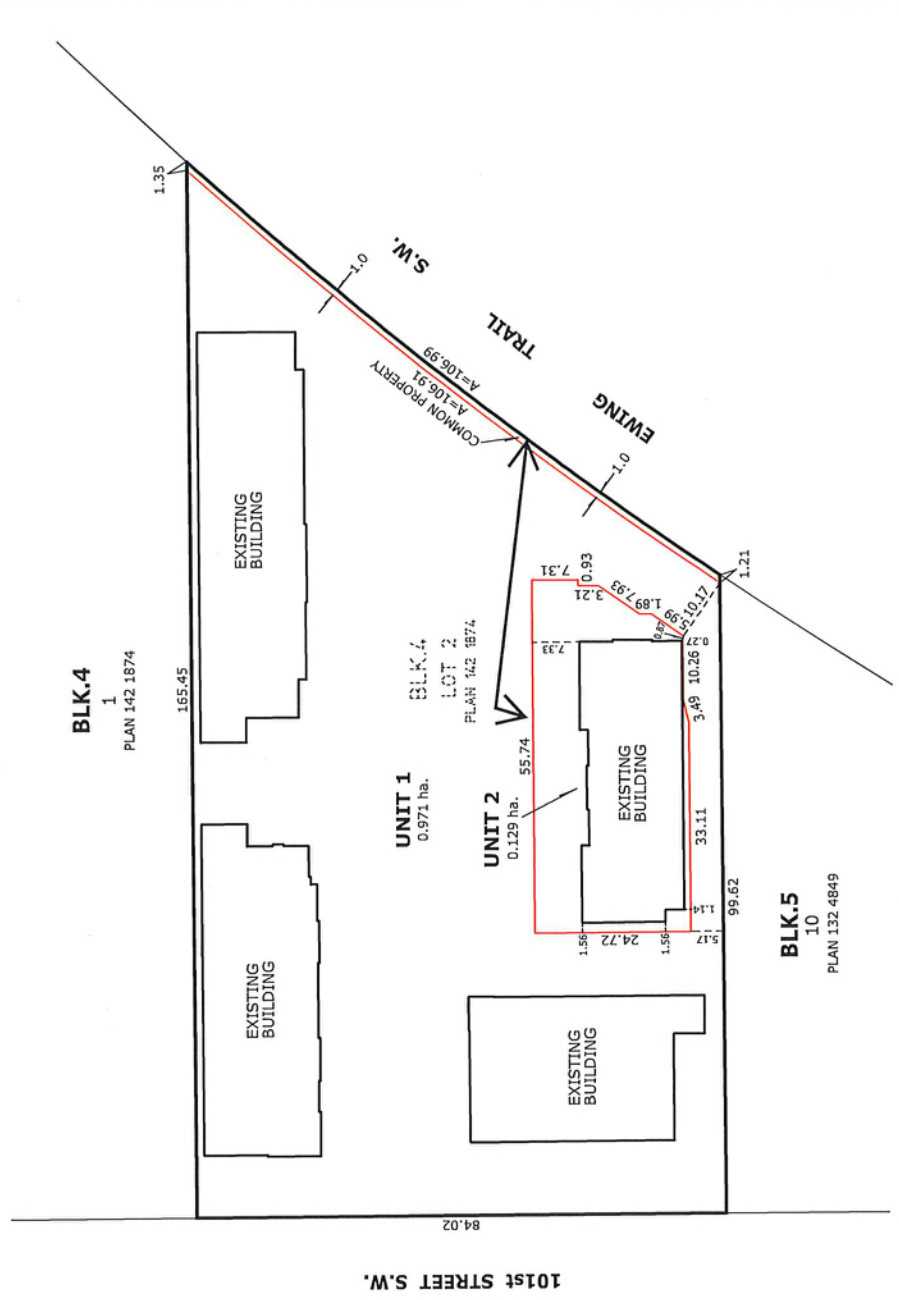 BLK.4
1
PLAN 142 1874
165.45
1.35
1.0
S.W.
TRAIL
EWING
A=106.99
A=106.91
COMMON PROPERTY
1.0
1.21
EXISTING
BUILDING
EXISTING
BUILDING
BLK.4
LOT 2
PLAN 142 1874
UNIT 1
0.971 ha.
UNIT 2
0.129 ha.
55.74
7.33
7.31
0.93
3.21
7.93
1.89
5.99
10.17
0.87
0.27
10.26
3.49
33.11
EXISTING
BUILDING
1.56
24.72
1.56
1.14
5.17
99.62
EXISTING
BUILDING
BLK.5
10
PLAN 132 4849
84.02
101st STREET S.W.